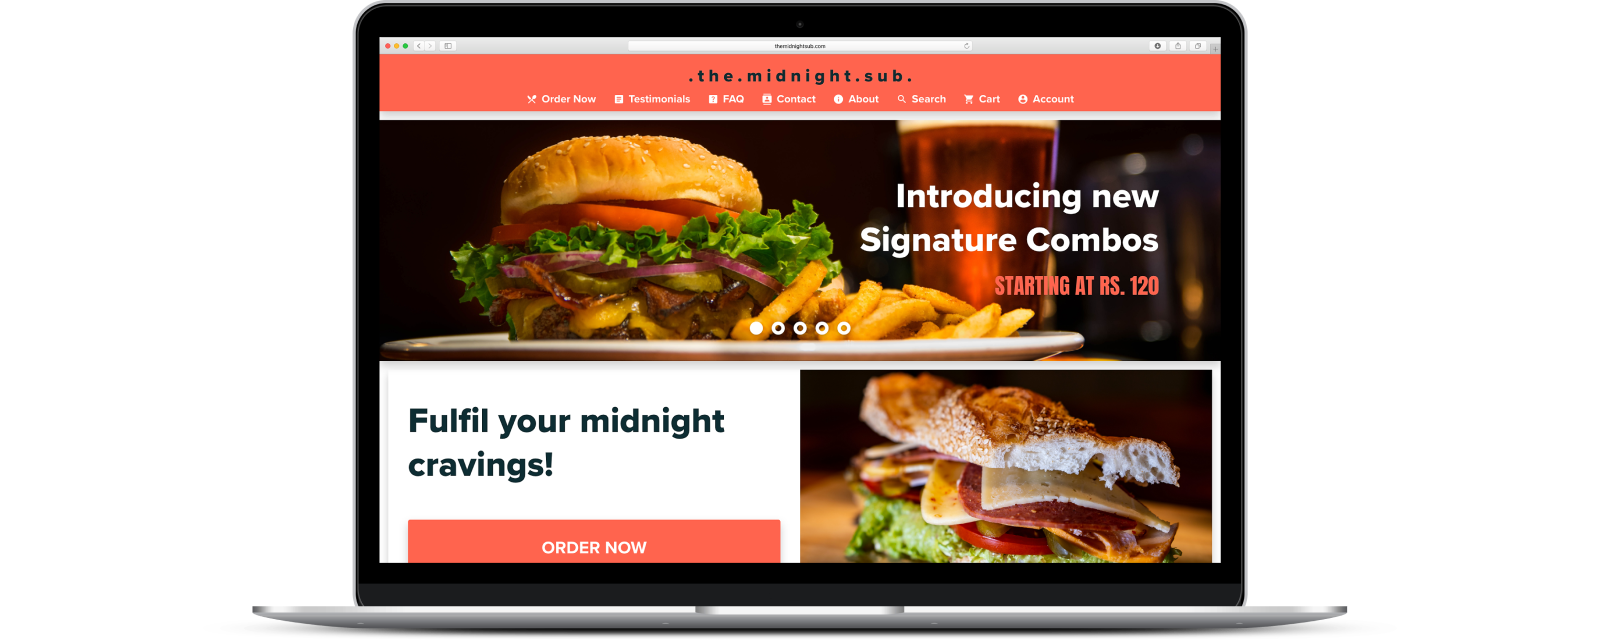 themidnightsub.com
.the.midnight.sub.
Order Now Testimonials FAQ Contact About Search Cart Account
Introducing new
Signature Combos
STARTING AT RS. 120
Fulfil your midnight
cravings!
ORDER NOW